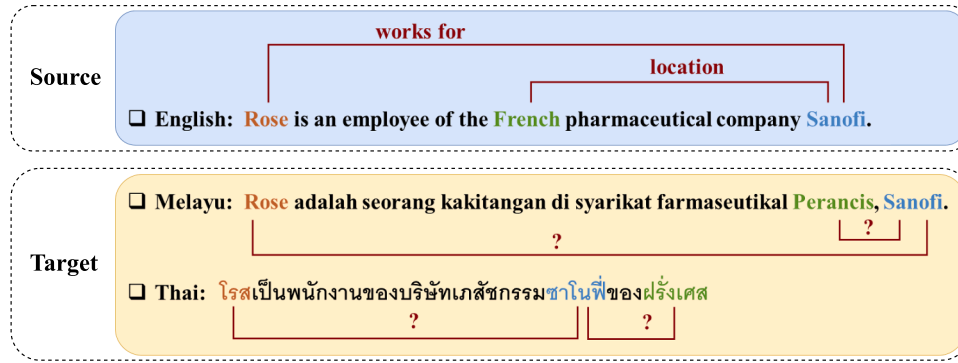 works for
location
Source
❑ English: Rose is an employee of the French pharmaceutical company Sanofi.
❑ Melayu: Rose adalah seorang kakitangan di syarikat farmaseutikal Perancis, Sanofi.
?
?
Target
❑ Thai: โรสเป็นพนักงานของบริษัทเภสัชกรรมซาโนฟี่ของฝรั่งเศส
? ?